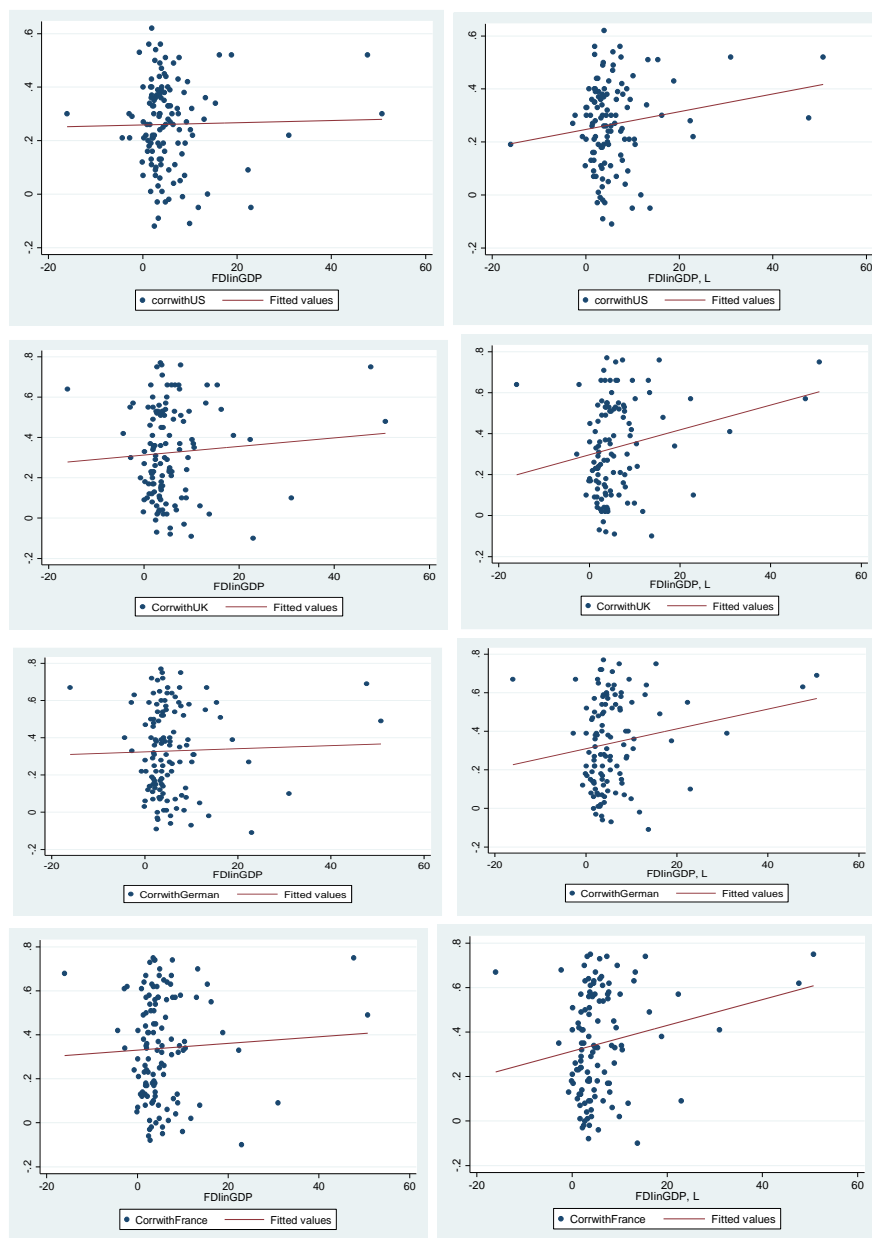 .6
.4
.2
0
-.2
-20 0 20 40 60
FDIinGDP
corrwithUS Fitted values
.6
.4
.2
0
-.2
-20 0 20 40 60
FDIinGDP, L
corrwithUS Fitted values
.8
.6
.4
.2
0
-.2
-20 0 20 40 60
FDIinGDP
CorrwithUK Fitted values
.8
.6
.4
.2
0
-.2
-20 0 20 40 60
FDIinGDP, L
CorrwithUK Fitted values
.8
.6
.4
.2
0
-.2
-20 0 20 40 60
FDIinGDP
CorrwithGerman Fitted values
.8
.6
.4
.2
0
-.2
-20 0 20 40 60
FDIinGDP, L
CorrwithGerman Fitted values
.8
.6
.4
.2
0
-.2
-20 0 20 40 60
FDIinGDP
CorrwithFrance Fitted values
.8
.6
.4
.2
0
-.2
-20 0 20 40 60
FDIinGDP, L
CorrwithFrance Fitted values